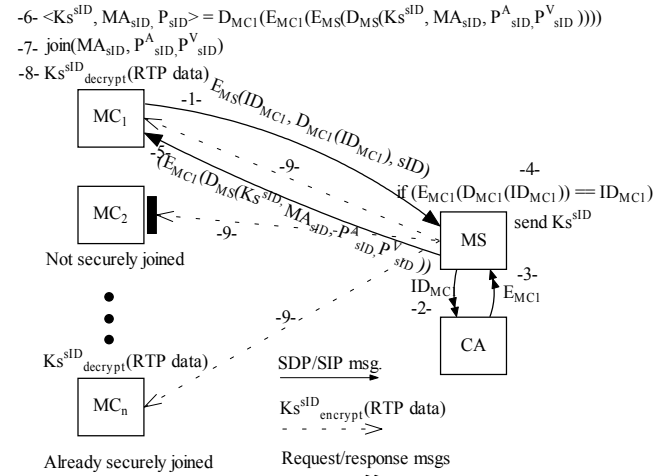 -6- <Ks^sID, MA_sID, P_sID> = D_MC1(E_MC1(E_MS(D_MS(Ks^sID, MA_sID, P^A_sID, P^V_sID ))))
-7- join(MA_sID, P^A_sID, P^V_sID)
-8- Ks^sID_decrypt(RTP data)
-1-
E_MS(ID_MC1, D_MC1(ID_MC1), sID)
MC_1
-4-
-5-
-9-
if (E_MC1(D_MC1(ID_MC1)) == ID_MC1)
(E_MC1(D_MS(Ks^sID, MA_sID, P^A_sID, P^V_sID ))
send Ks^sID
MC_2
-9-
MS
Not securely joined
ID_MC1
-3-
-2-
E_MC1
-9-
CA
Ks^sID_decrypt(RTP data)
SDP/SIP msg.
MC_n
Ks^sID_encrypt(RTP data)
Already securely joined
Request/response msgs